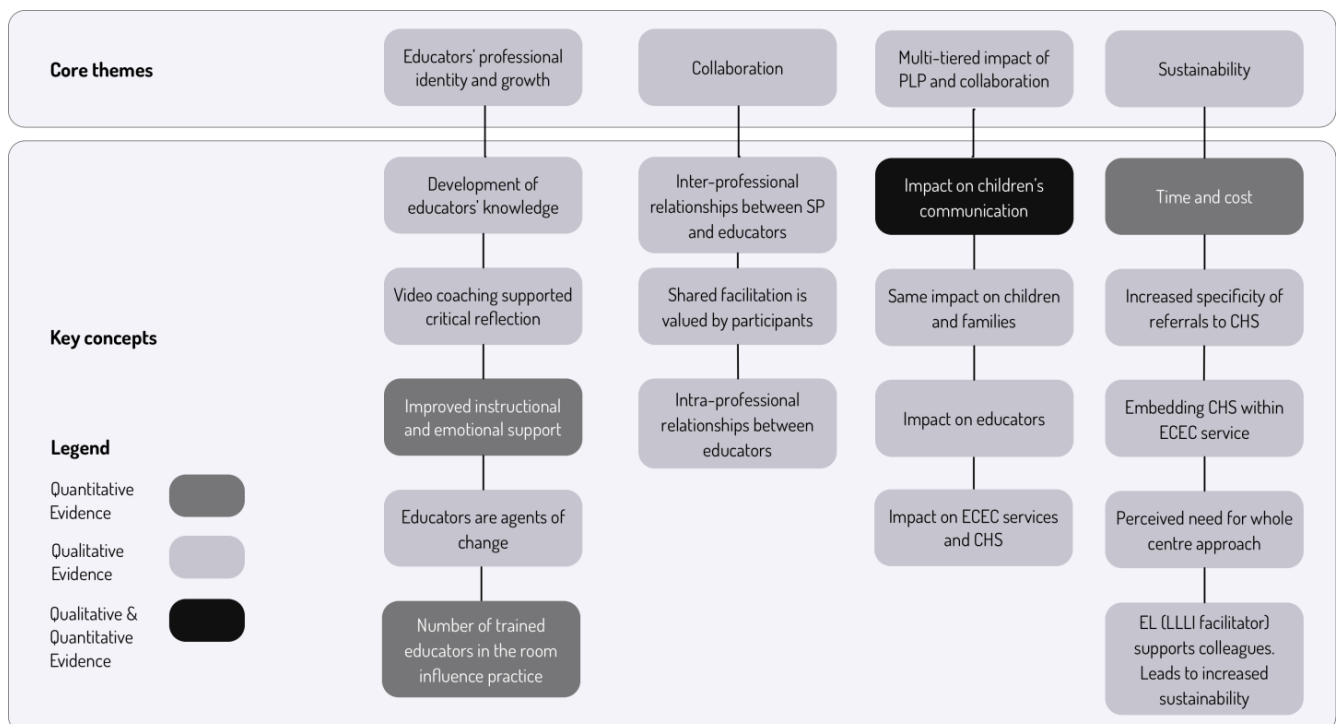 Core themes
Educators' professional
identity and growth
Collaboration
Multi-tiered impact of
PLP and collaboration
Sustainability
Key concepts
Development of
educators' knowledge
Video coaching supported
critical reflection
Improved instructional
and emotional support
Educators are agents of
change
Number of trained
educators in the room
influence practice
Inter-professional
relationships between SP
and educators
Shared facilitation is
valued by participants
Intra-professional
relationships between
educators
Impact on children's
communication
Same impact on children
and families
Impact on educators
Impact on ECEC services
and CHS
Time and cost
Increased specificity of
referrals to CHS
Embedding CHS within
ECEC service
Perceived need for whole
centre approach
EL (LLLI facilitator)
supports colleagues.
Leads to increased
sustainability
Legend
Quantitative
Evidence
Qualitative
Evidence
Qualitative &
Quantitative
Evidence